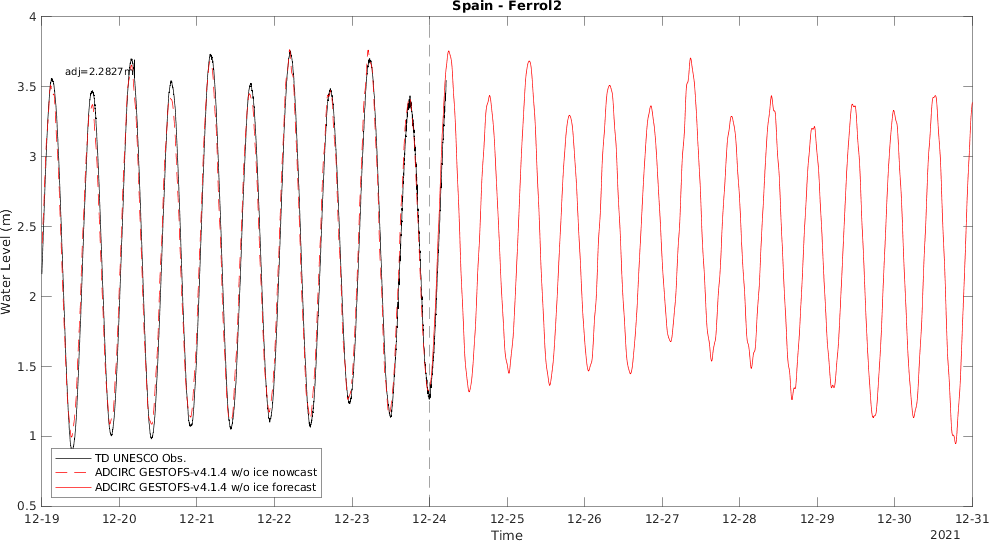 Spain - Ferrol2
4
3.5
3
2.5
2
1.5
1
0.5
Water Level (m)
adj=2.2827m
TD UNESCO Obs.
ADCIRC GESTOFS-v4.1.4 w/o ice nowcast
ADCIRC GESTOFS-v4.1.4 w/o ice forecast
12-19 12-20 12-21 12-22 12-23 12-24 12-25 12-26 12-27 12-28 12-29 12-30 12-31
Time
2021